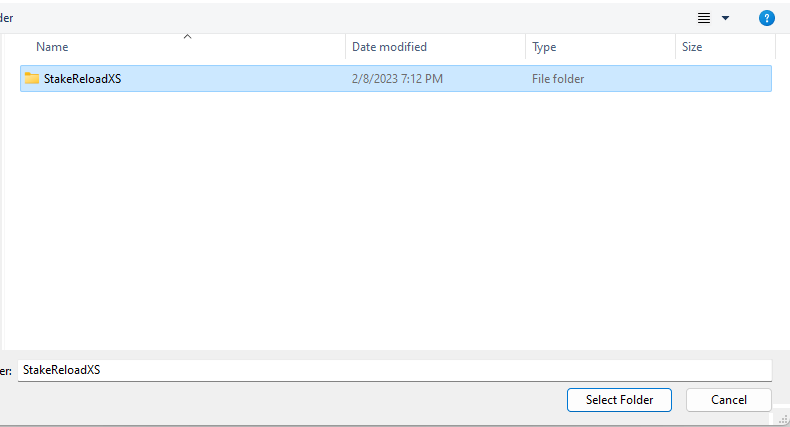 der
Name Date modified Type Size
StakeReloadXS 2/8/2023 7:12 PM File folder
er: StakeReloadXS
Select Folder Cancel